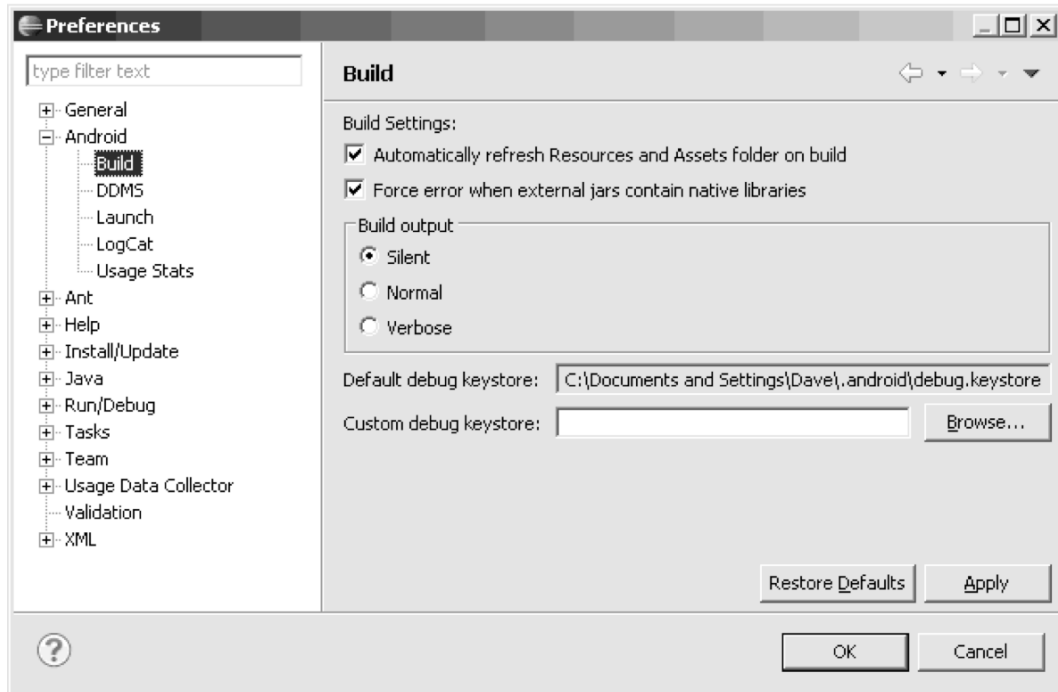 Preferences
type filter text
General
Android
Build
DDMS
Launch
LogCat
Usage Stats
Ant
Help
Install/Update
Java
Run/Debug
Tasks
Team
Usage Data Collector
Validation
XML
Build
Build Settings:
Automatically refresh Resources and Assets folder on build
Force error when external jars contain native libraries
Build output
Silent
Normal
Verbose
Default debug keystore: C:\Documents and Settings\Dave\.android\debug.keystore
Custom debug keystore: Browse...
Restore Defaults Apply
? OK Cancel